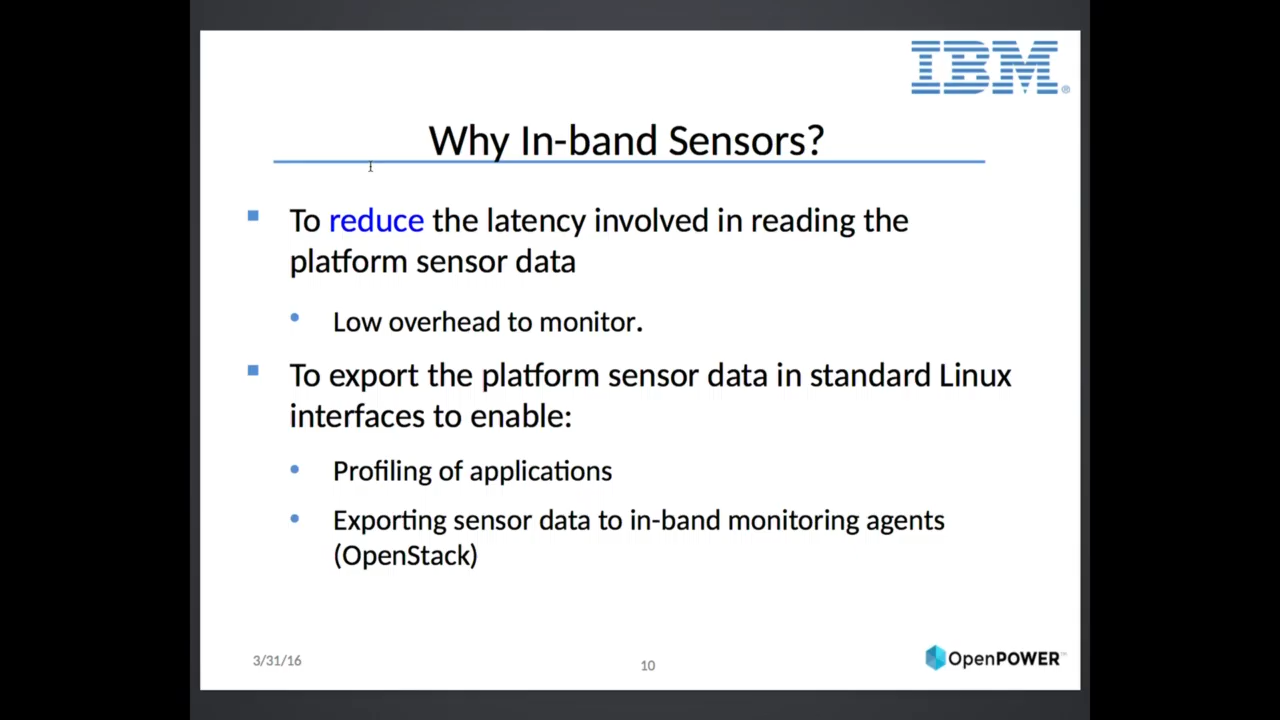 IBM®
Why In-band Sensors?
To reduce the latency involved in reading the
platform sensor data
Low overhead to monitor.
To export the platform sensor data in standard Linux
interfaces to enable:
Profiling of applications
Exporting sensor data to in-band monitoring agents
(OpenStack)
3/31/16
10
OpenPOWER™